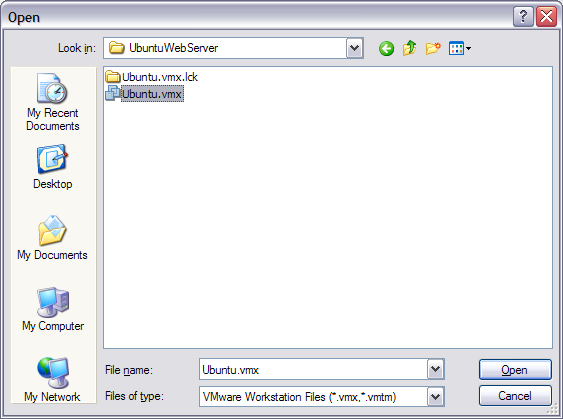 Open
Look in: UbuntuWebServer
Ubuntu.vmx.lck
Ubuntu.vmx
My Recent
Documents
Desktop
My Documents
My Computer
My Network
File name: Ubuntu.vmx Open
Files of type: VMware Workstation Files (*.vmx,*.vmtm) Cancel